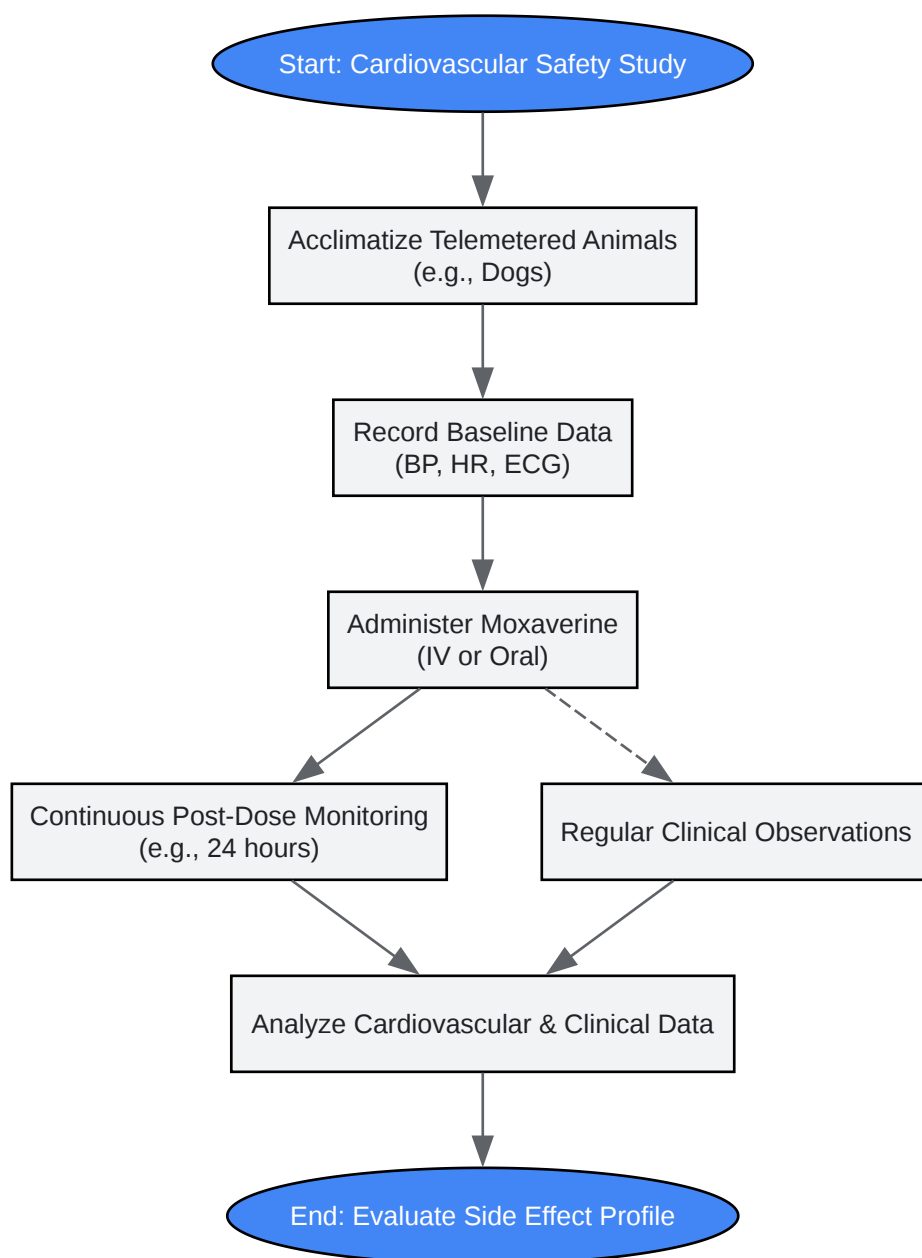 Start: Cardiovascular Safety Study
Acclimatize Telemetered Animals
(e.g., Dogs)
Record Baseline Data
(BP, HR, ECG)
Administer Moxaverine
(IV or Oral)
Continuous Post-Dose Monitoring
(e.g., 24 hours)
Regular Clinical Observations
Analyze Cardiovascular & Clinical Data
End: Evaluate Side Effect Profile